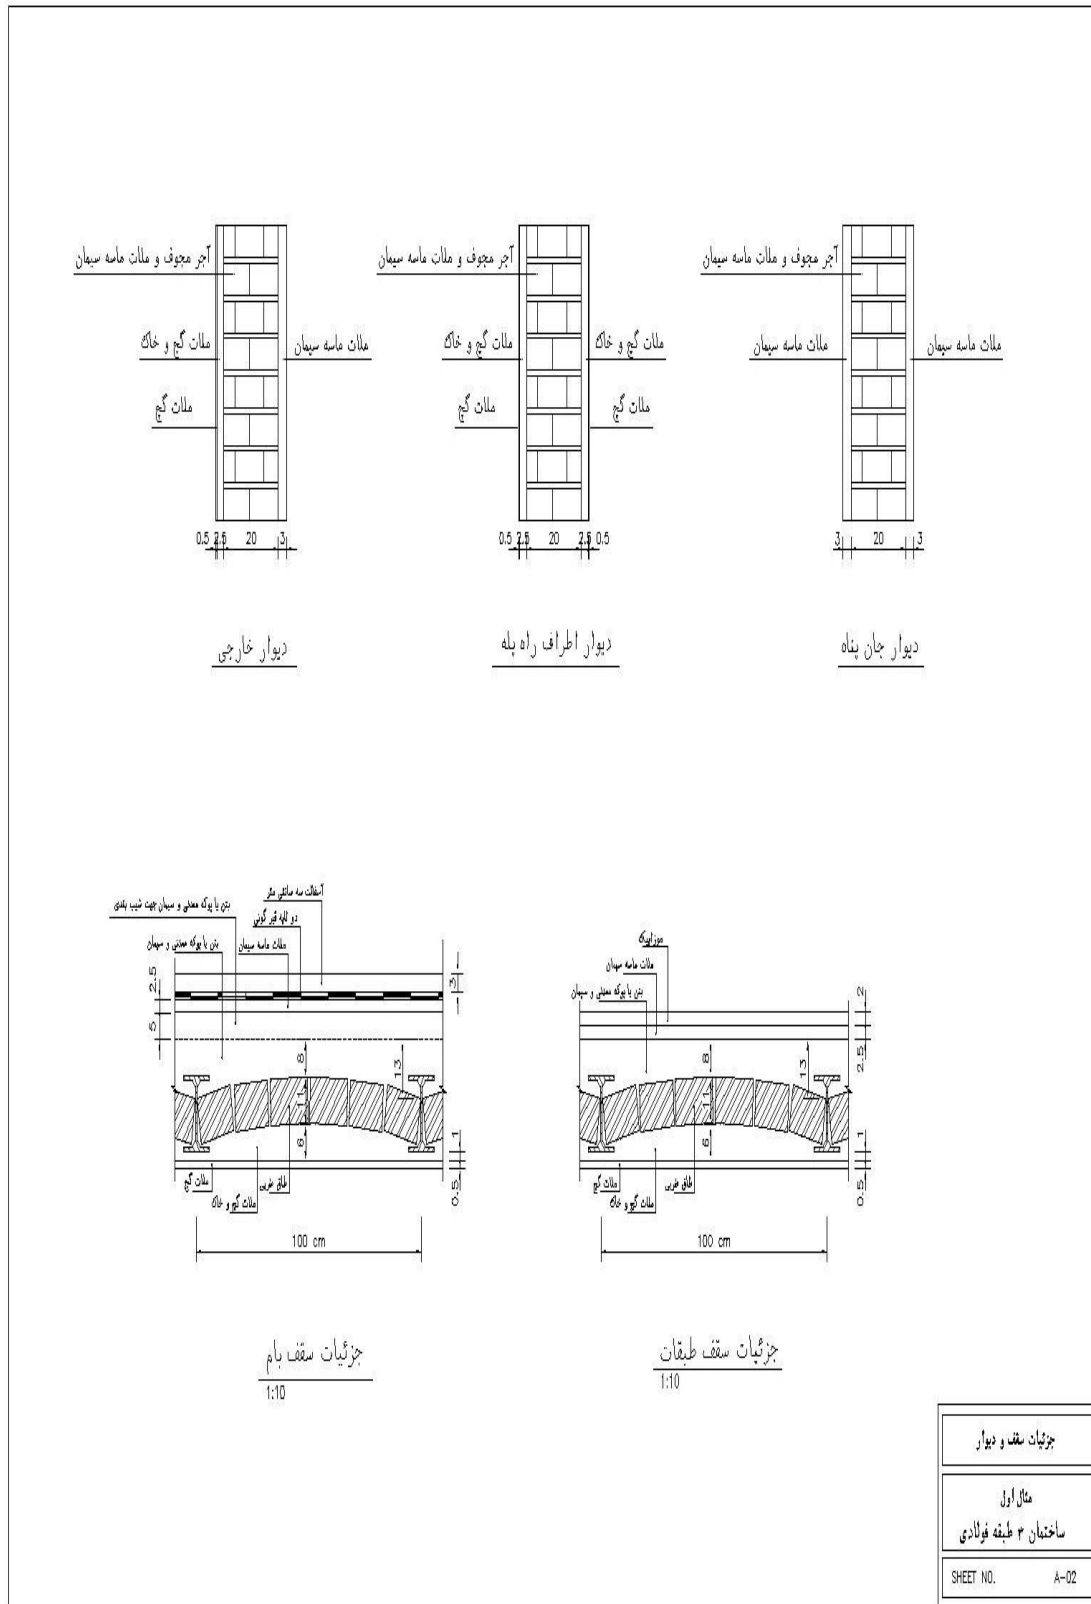 آجر مجوف و ملات ماسه سیمان
ملات گچ و خاک
ملات ماسه سیمان
ملات گچ
0.5 2.5 20 3
دیوار خارجی
آجر مجوف و ملات ماسه سیمان
ملات گچ و خاک
ملات گچ و خاک
ملات گچ
ملات گچ
0.5 2.5 20 2.5 0.5
دیوار اطراف راه پله
آجر مجوف و ملات ماسه سیمان
ملات ماسه سیمان
ملات ماسه سیمان
3 20 3
دیوار جان پناه
آسفالت سه سانتی متر
بتن با پوکه معدنی و سیمان جهت شیب بندی
دو لایه قیر گونی
ملات ماسه سیمان
بتن با پوکه معدنی و سیمان
2.5
5
3
8
13
11
6
1
0.5
ملات گچ
طاق ضربی
ملات گچ و خاک
100 cm
جزئیات سقف بام
1:10
موزاییک
ملات ماسه سیمان
بتن با پوکه معدنی و سیمان
2
2.5
8
13
11
6
1
0.5
ملات گچ
طاق ضربی
ملات گچ و خاک
100 cm
جزئیات سقف طبقات
1:10
جزئیات سقف و دیوار
مثال اول
ساختمان ۳ طبقه فولادی
SHEET NO. A-02